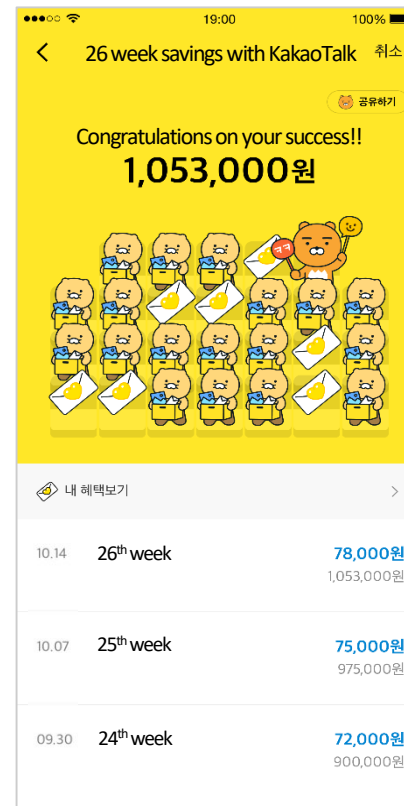 19:00
100%
26 week savings with KakaoTalk 취소
공유하기
Congratulations on your success!!
1,053,000원
ㅋㅋ
내 혜택보기
10.14 26th week 78,000원
1,053,000원
10.07 25th week 75,000원
975,000원
09.30 24th week 72,000원
900,000원